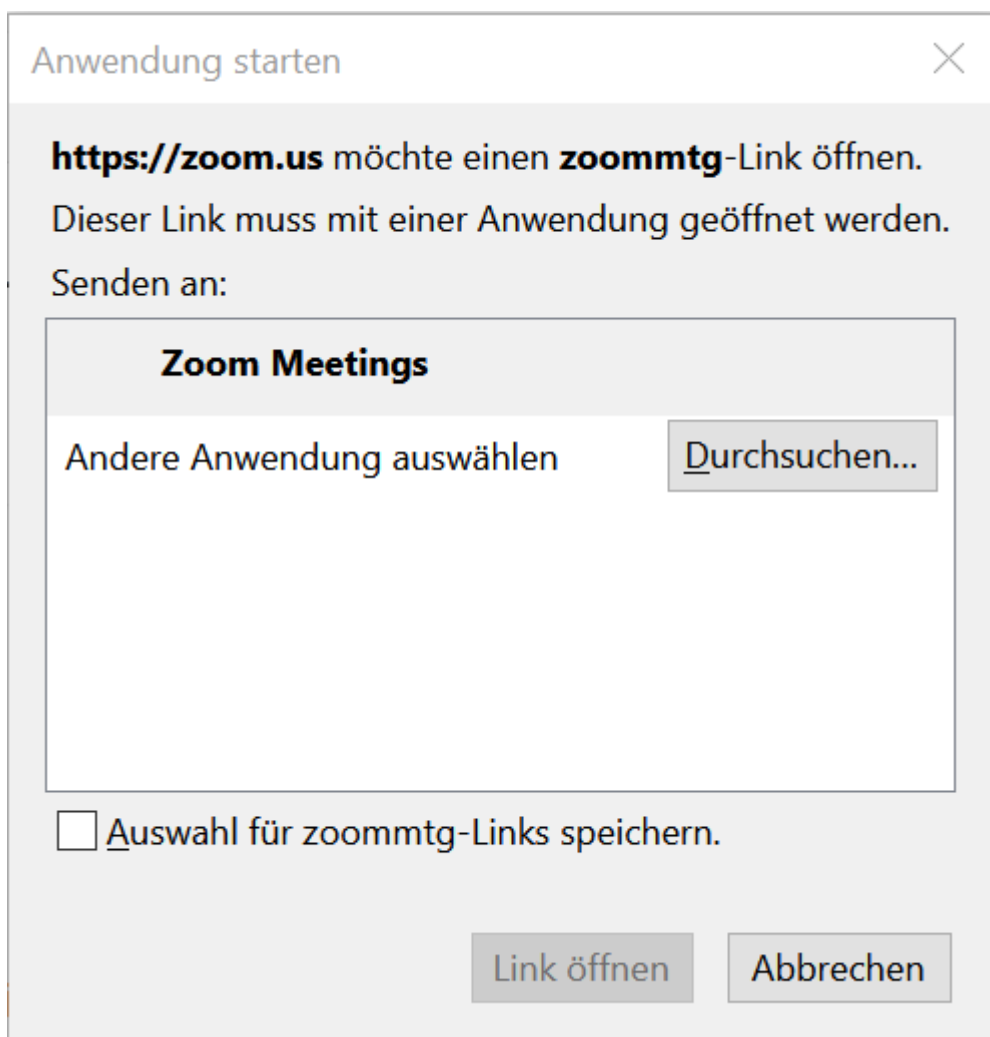 Anwendung starten
https://zoom.us möchte einen zoommtg-Link öffnen.
Dieser Link muss mit einer Anwendung geöffnet werden.
Senden an:
Zoom Meetings
Andere Anwendung auswählen Durchsuchen...
Auswahl für zoommtg-Links speichern.
Link öffnen Abbrechen